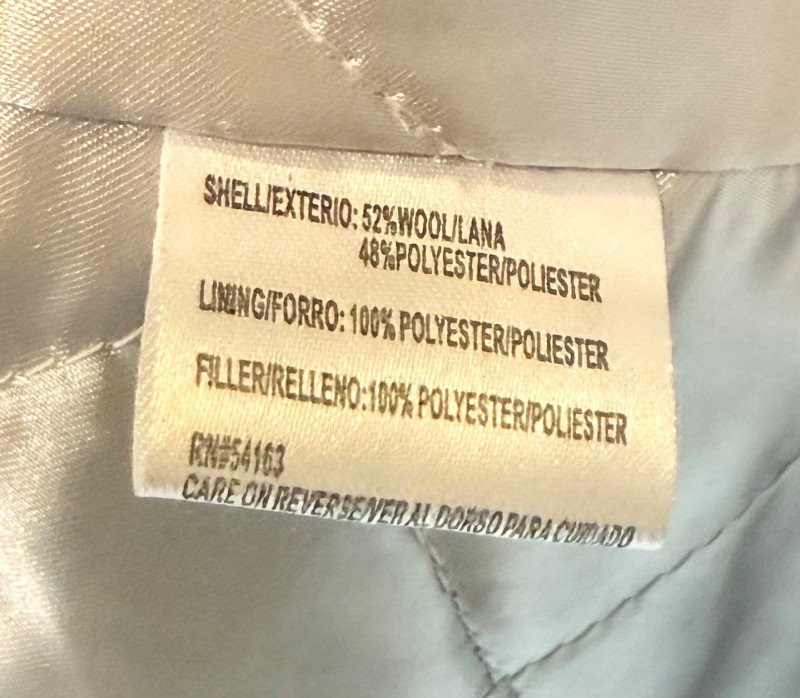 SHELL/EXTERIO: 52%WOOL/LANA
48%POLYESTER/POLIESTER
LINING/FORRO: 100% POLYESTER/POLIESTER
FILLER/RELLENO:100% POLYESTER/POLIESTER
RN#54163
CARE ON REVERSE/VER AL DORSO PARA CUIDADO